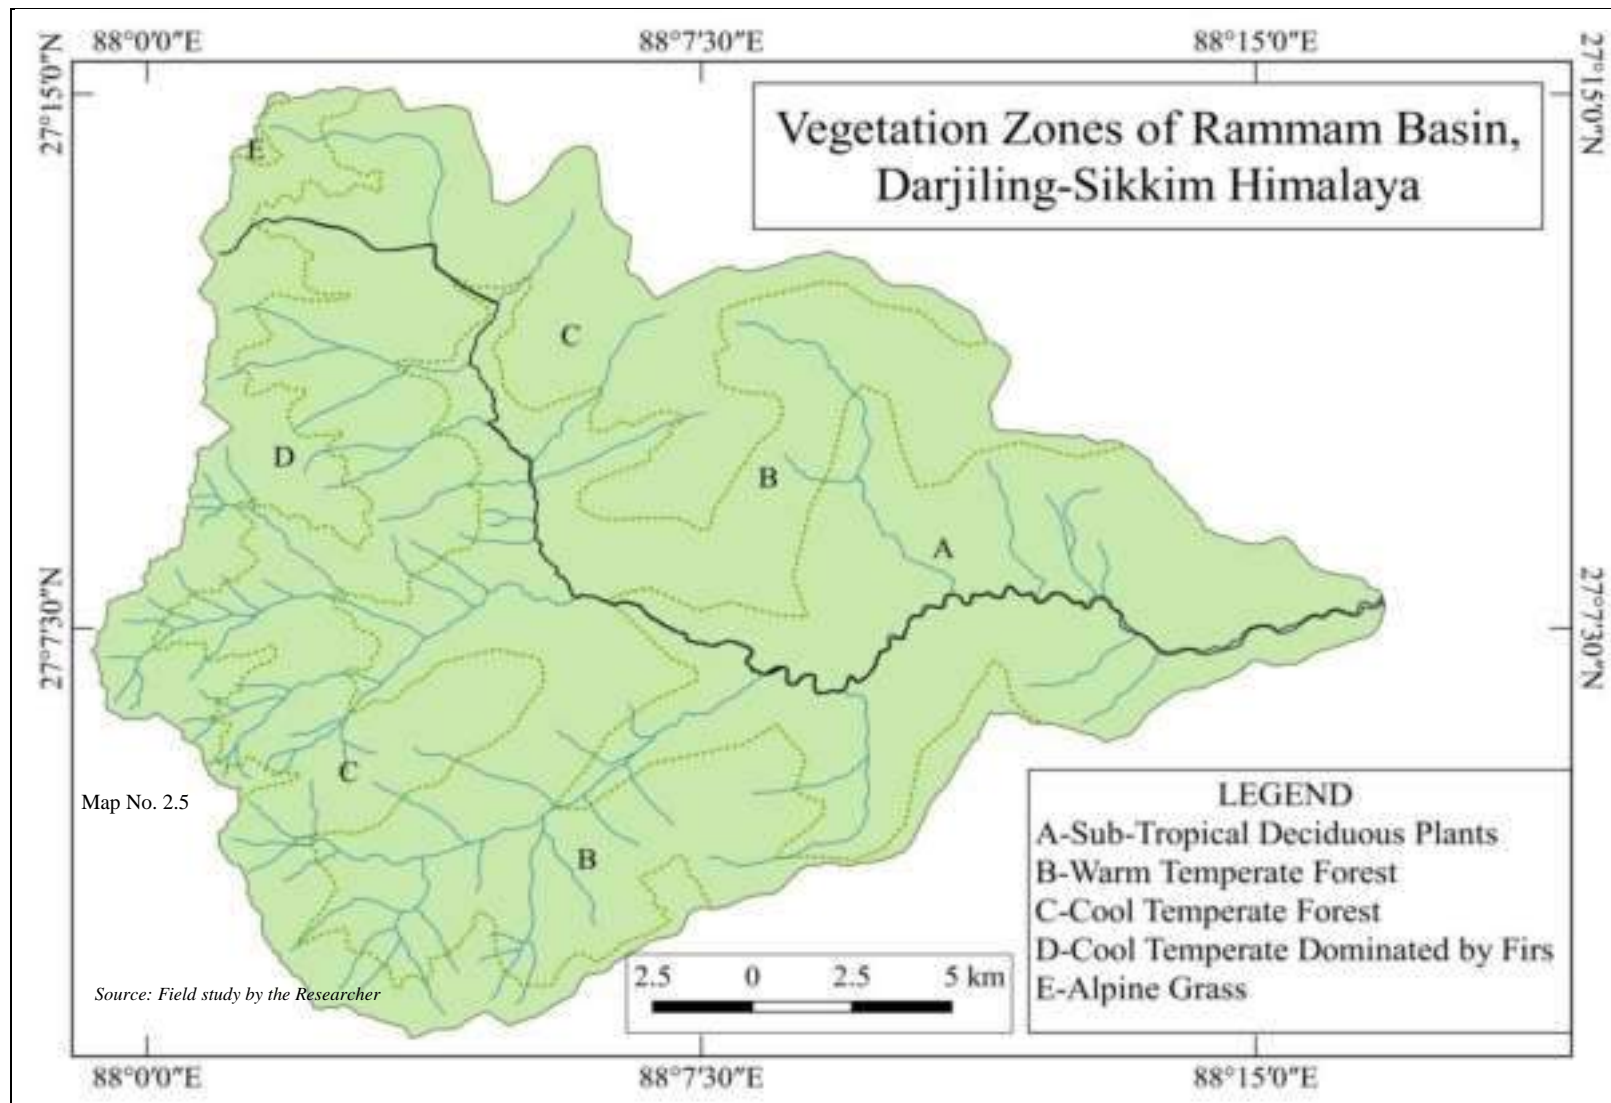 88°0'0"E
88°7'30"E
88°15'0"E
27°15'0"N
27°15'0"N
Vegetation Zones of Rammam Basin,
Darjiling-Sikkim Himalaya
E
C
D
B
A
27°7'30"N
27°7'30"N
C
Map No. 2.5
B
LEGEND
A-Sub-Tropical Deciduous Plants
B-Warm Temperate Forest
C-Cool Temperate Forest
D-Cool Temperate Dominated by Firs
E-Alpine Grass
2.5 0 2.5 5 km
Source: Field study by the Researcher
88°0'0"E
88°7'30"E
88°15'0"E